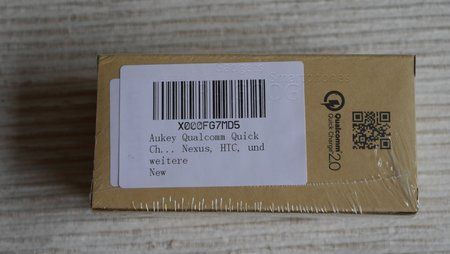 X000FG7MD5
Aukey Qualcomm Quick
Ch... Nexus, HTC, und
weitere
New
Qualcomm
Quick Charge 2.0